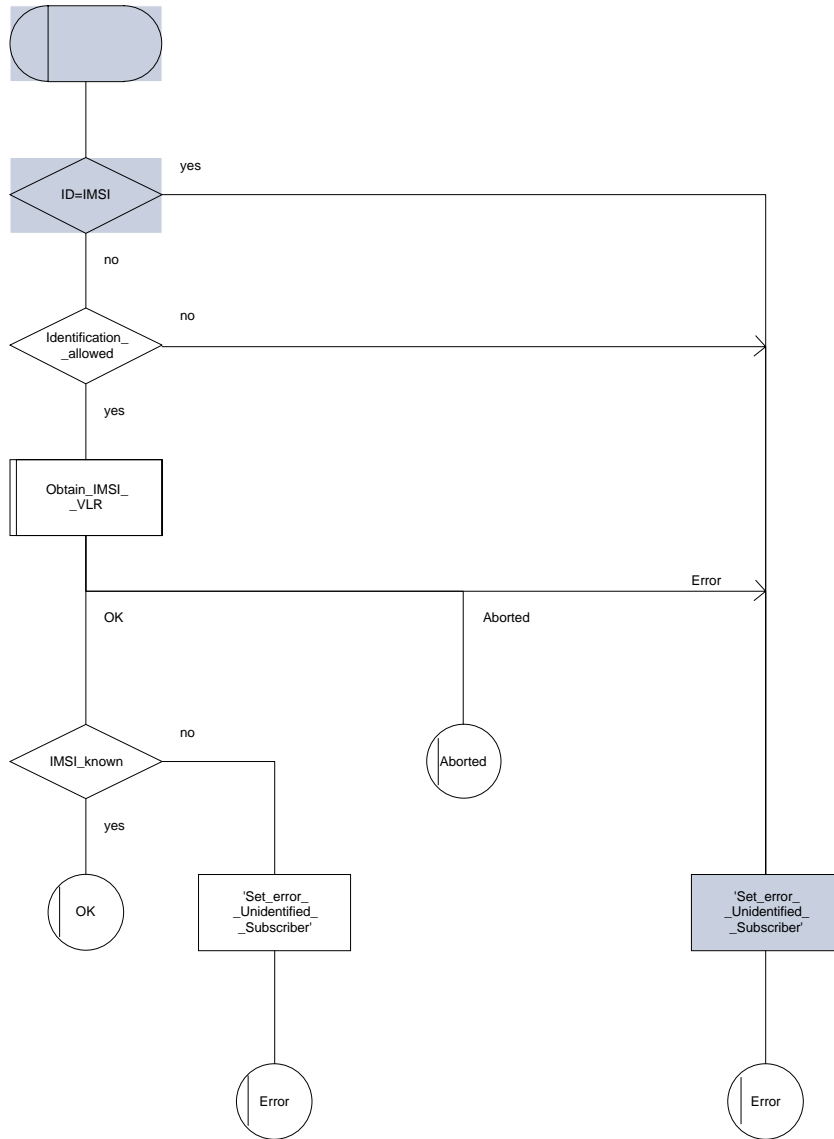 yes
ID=IMSI
no
no
Identification_
_allowed
yes
Obtain_IMSI_
_VLR
Error
OK
Aborted
no
IMSI_known
Aborted
yes
OK
'Set_error_
_Unidentified_
_Subscriber'
'Set_error_
_Unidentified_
_Subscriber'
Error
Error